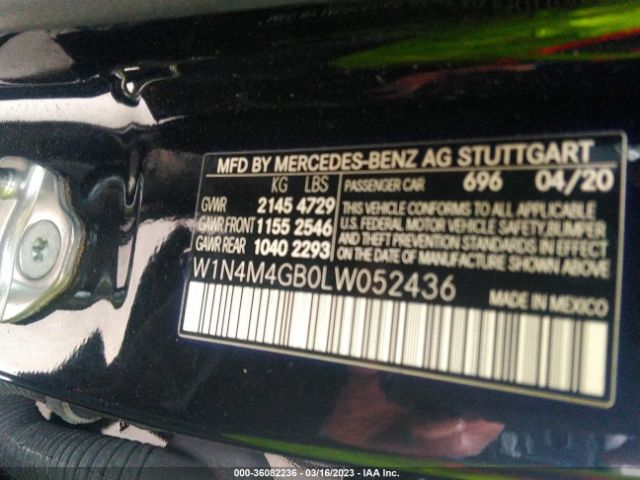 MFD BY MERCEDES-BENZ AG STUTTGART
KG LBS
GVWR 2145 4729
GAWR FRONT 1155 2546
GAWR REAR 1040 2293
PASSENGER CAR 696 04/20
THIS VEHICLE CONFORMS TO ALL APPLICABLE
U.S. FEDERAL MOTOR VEHICLE SAFETY, BUMPER,
AND THEFT PREVENTION STANDARDS IN EFFECT
ON THE DATE OF MANUFACTURE SHOWN ABOVE.
W1N4M4GB0LW052436
MADE IN MEXICO
000-36082236 - 03/16/2023 - IAA Inc.